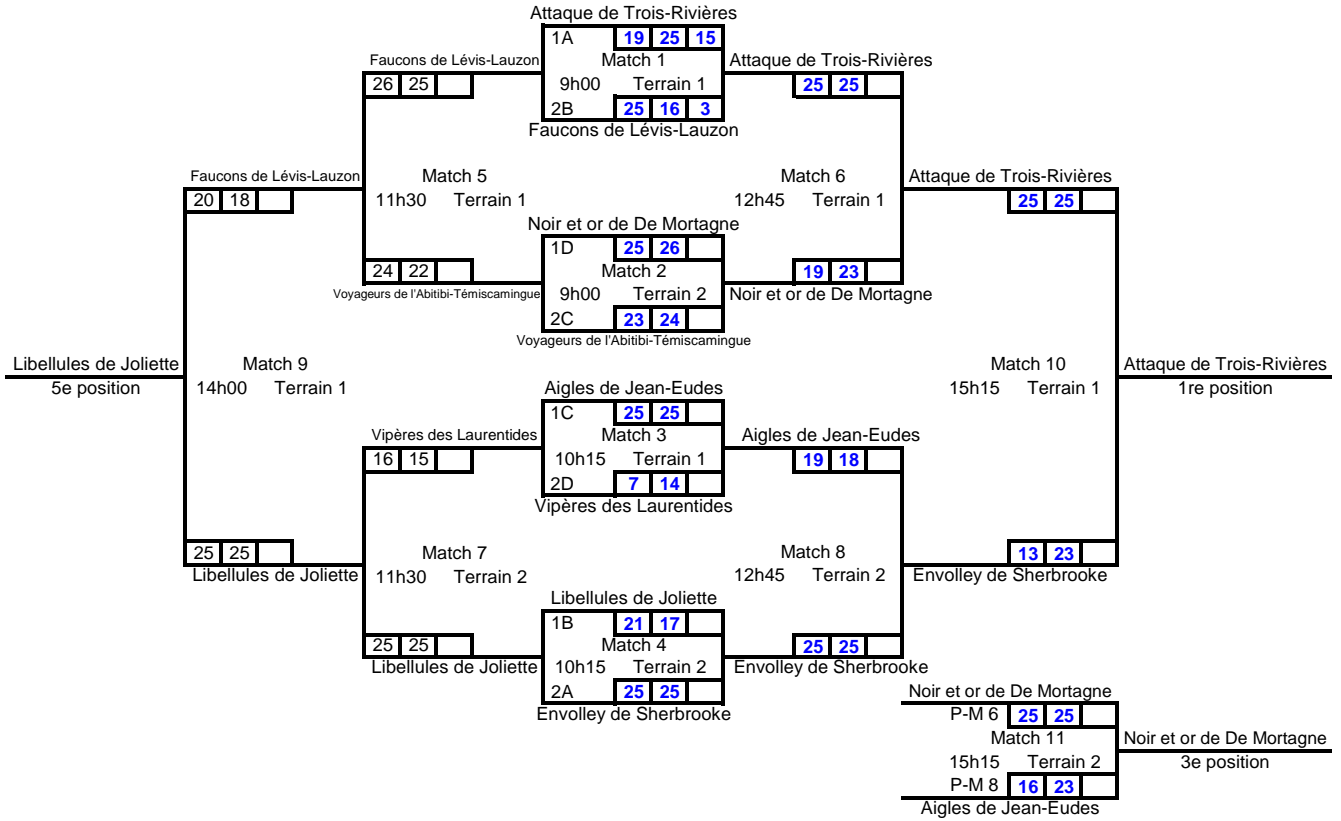 Attaque de Trois-Rivières
1A 19 25 15
Match 1
9h00 Terrain 1
2B 25 16 3
Faucons de Lévis-Lauzon
Faucons de Lévis-Lauzon
26 25
Attaque de Trois-Rivières
25 25
Faucons de Lévis-Lauzon
20 18
Match 5
11h30 Terrain 1
Match 6
12h45 Terrain 1
Attaque de Trois-Rivières
25 25
Noir et or de De Mortagne
1D 25 26
Match 2
9h00 Terrain 2
2C 23 24
Voyageurs de l'Abitibi-Témiscamingue
24 22
Voyageurs de l'Abitibi-Témiscamingue
19 23
Noir et or de De Mortagne
Libellules de Joliette
5e position
Match 9
14h00 Terrain 1
Match 10
15h15 Terrain 1
Attaque de Trois-Rivières
1re position
Aigles de Jean-Eudes
1C 25 25
Match 3
10h15 Terrain 1
2D 7 14
Vipères des Laurentides
Vipères des Laurentides
16 15
Aigles de Jean-Eudes
19 18
25 25
Libellules de Joliette
Match 7
11h30 Terrain 2
Match 8
12h45 Terrain 2
13 23
Envolley de Sherbrooke
Libellules de Joliette
1B 21 17
Match 4
10h15 Terrain 2
2A 25 25
Envolley de Sherbrooke
25 25
Libellules de Joliette
25 25
Envolley de Sherbrooke
Noir et or de De Mortagne
P-M 6 25 25
Match 11
15h15 Terrain 2
P-M 8 16 23
Aigles de Jean-Eudes
Noir et or de De Mortagne
3e position